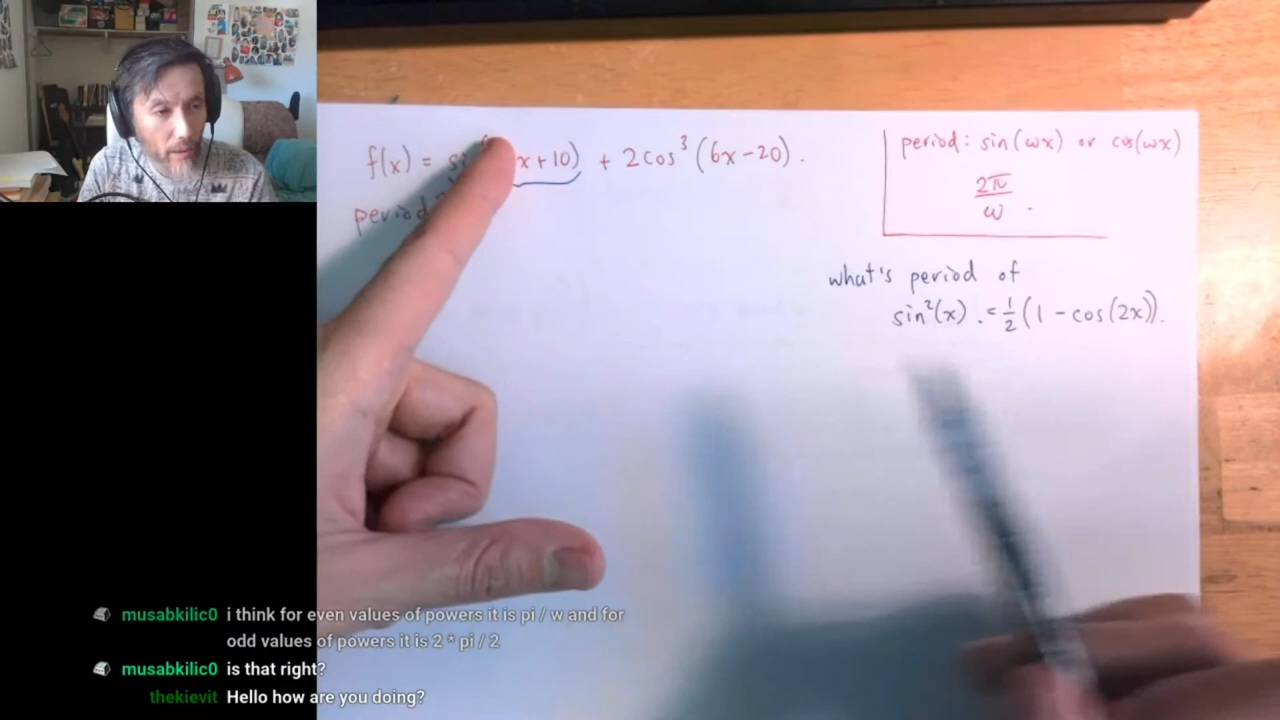 f(x) = x+10) + 2cos³(6x-20).
period
period: sin(ωx) or cos(ωx)
2π
ω .
what's period of
sin²(x) . = 1/2 (1 - cos(2x)).
musabkilic0 i think for even values of powers it is pi / w and for
odd values of powers it is 2 * pi / 2
musabkilic0 is that right?
thekievit Hello how are you doing?